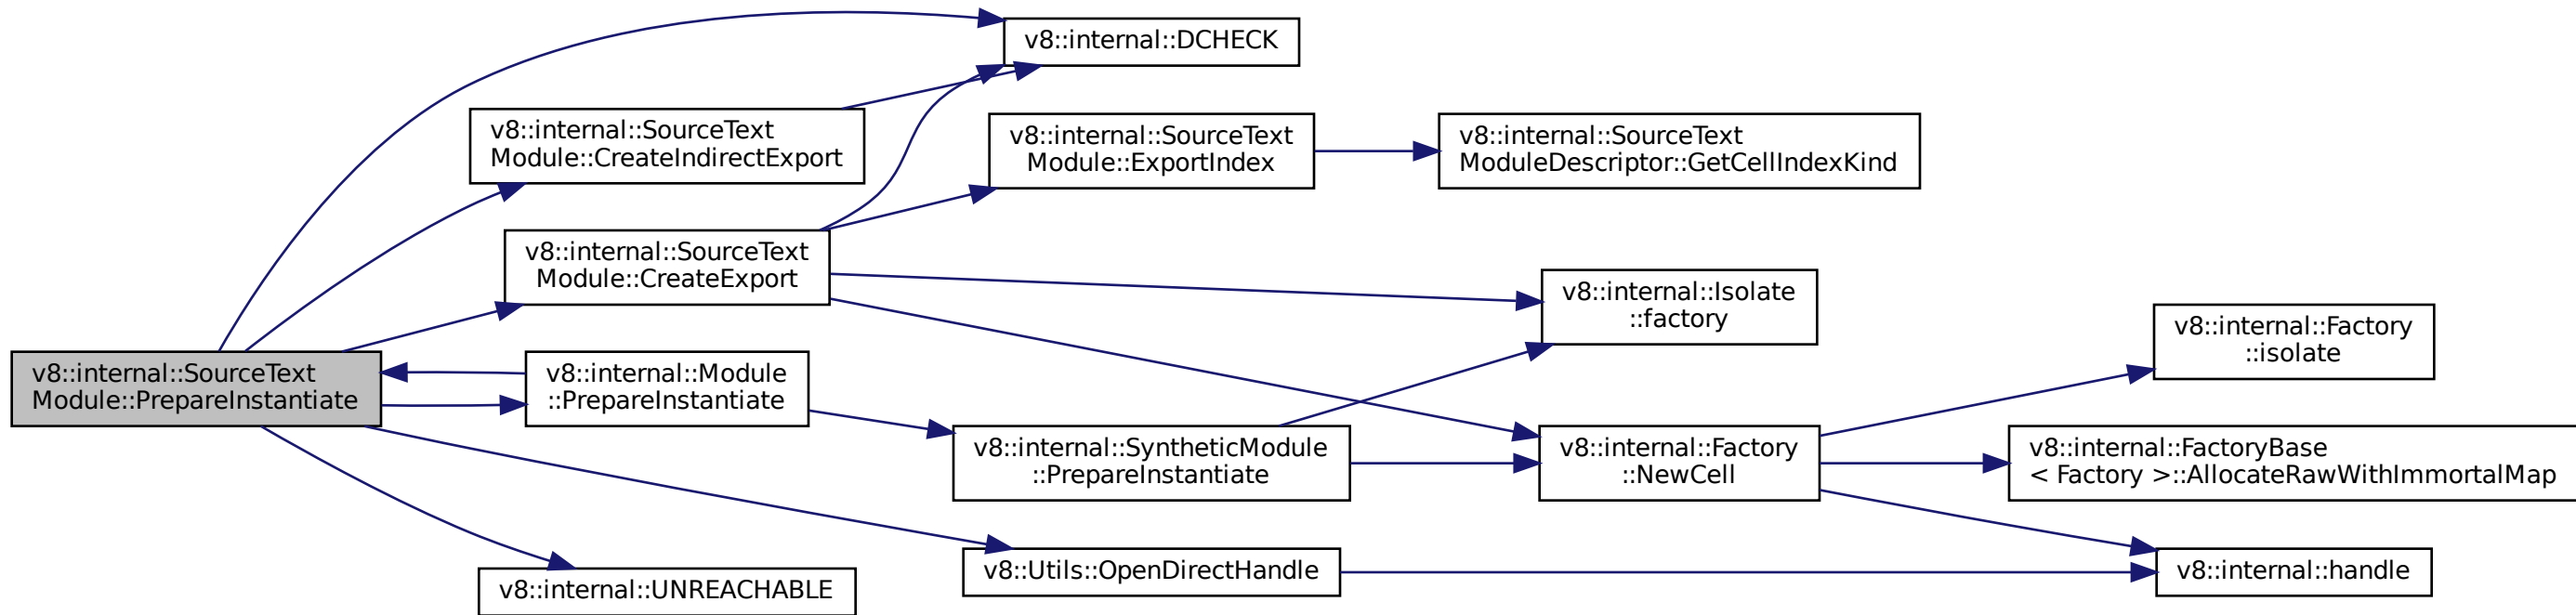 v8::internal::DCHECK
v8::internal::SourceText
Module::CreateIndirectExport
v8::internal::SourceText
Module::ExportIndex
v8::internal::SourceText
ModuleDescriptor::GetCellIndexKind
v8::internal::SourceText
Module::CreateExport
v8::internal::Isolate
::factory
v8::internal::Factory
::isolate
v8::internal::SourceText
Module::PrepareInstantiate
v8::internal::Module
::PrepareInstantiate
v8::internal::SyntheticModule
::PrepareInstantiate
v8::internal::Factory
::NewCell
v8::internal::FactoryBase
< Factory >::AllocateRawWithImmortalMap
v8::internal::UNREACHABLE
v8::Utils::OpenDirectHandle
v8::internal::handle